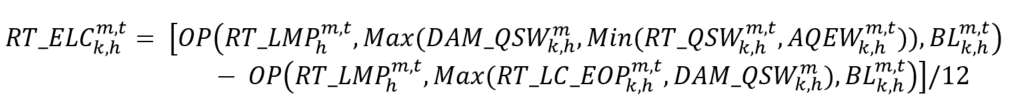 RT_ELC_{k,h}^{m,t} = [OP(RT_LMP_h^{m,t}, Max(DAM_QSW_{k,h}^m, Min(RT_QSW_{k,h}^{m,t}, AQEW_{k,h}^{m,t})), BL_{k,h}^{m,t})
− OP(RT_LMP_h^{m,t}, Max(RT_LC_EOP_{k,h}^{m,t}, DAM_QSW_{k,h}^m), BL_{k,h}^{m,t})]/12